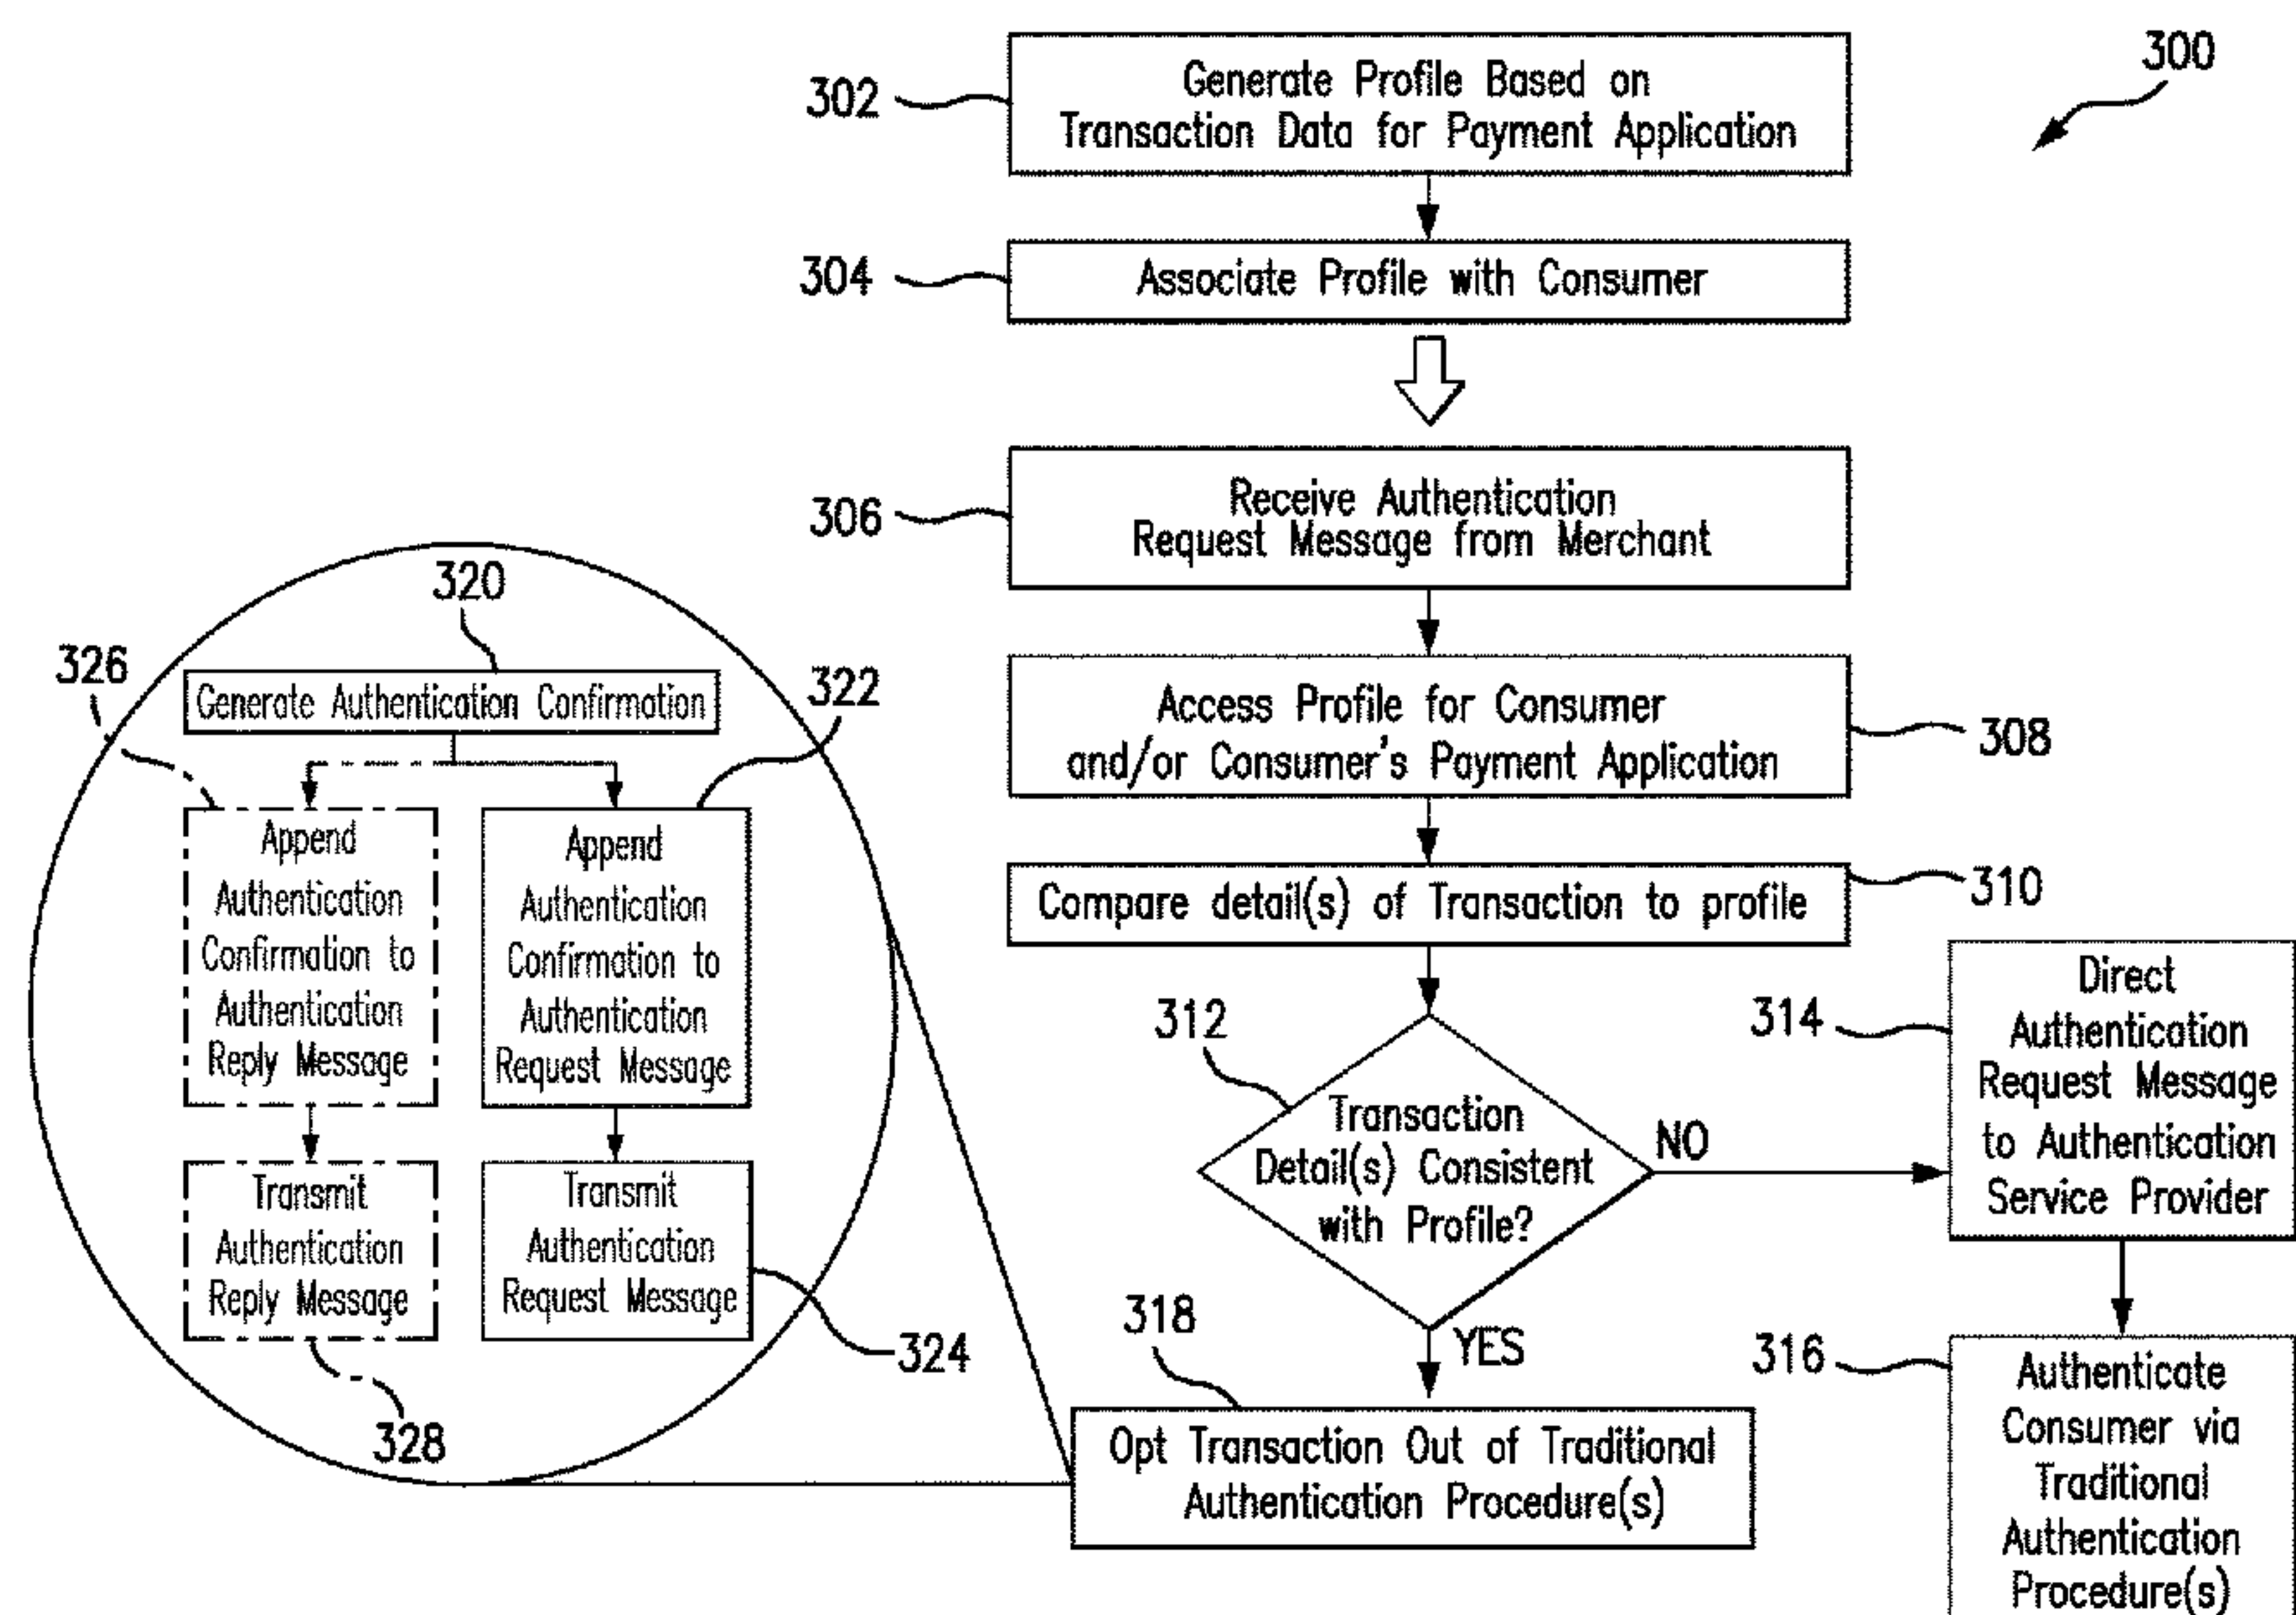 300
302
Generate Profile Based on
Transaction Data for Payment Application
304
Associate Profile with Consumer
306
Receive Authentication
Request Message from Merchant
308
Access Profile for Consumer
and/or Consumer's Payment Application
310
Compare detail(s) of Transaction to profile
312
Transaction
Detail(s) Consistent
with Profile?
NO
YES
314
Direct
Authentication
Request Message
to Authentication
Service Provider
316
Authenticate
Consumer via
Traditional
Authentication
Procedure(s)
318
Opt Transaction Out of Traditional
Authentication Procedure(s)
320
Generate Authentication Confirmation
322
Append
Authentication
Confirmation to
Authentication
Request Message
324
Transmit
Authentication
Request Message
326
Append
Authentication
Confirmation to
Authentication
Reply Message
328
Transmit
Authentication
Reply Message